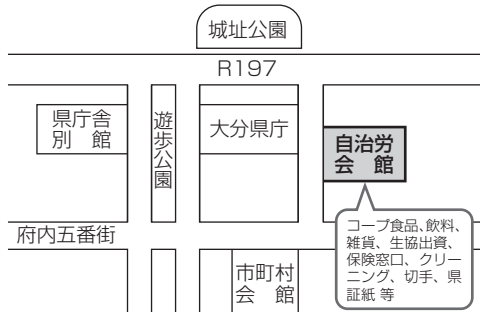 城址公園
R197
県庁舎
別 館
遊歩公園
大分県庁
自治労
会 館
コープ食品、飲料、
雑貨、生協出資、
保険窓口、クリー
ニング、切手、県
証紙 等
府内五番街
市町村
会 館